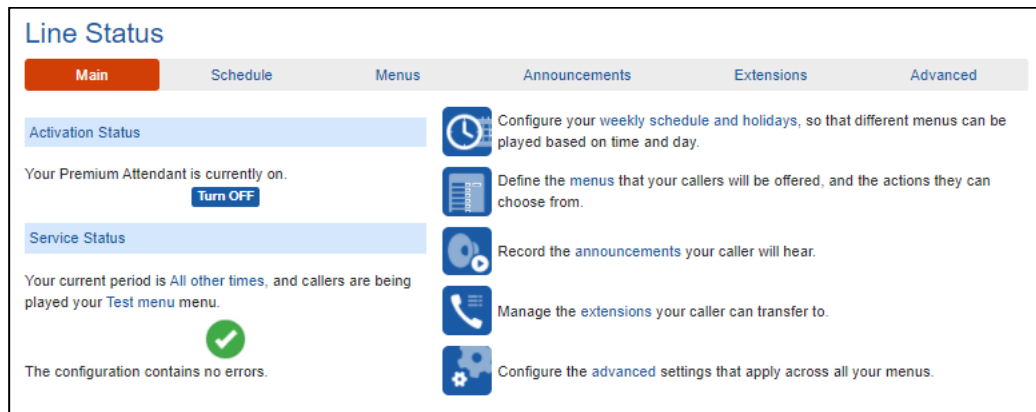 Line Status
Main Schedule Menus Announcements Extensions Advanced
Activation Status
Your Premium Attendant is currently on.
Turn OFF
Service Status
Your current period is All other times, and callers are being
played your Test menu menu.
The configuration contains no errors.
Configure your weekly schedule and holidays, so that different menus can be
played based on time and day.
Define the menus that your callers will be offered, and the actions they can
choose from.
Record the announcements your caller will hear.
Manage the extensions your caller can transfer to.
Configure the advanced settings that apply across all your menus.